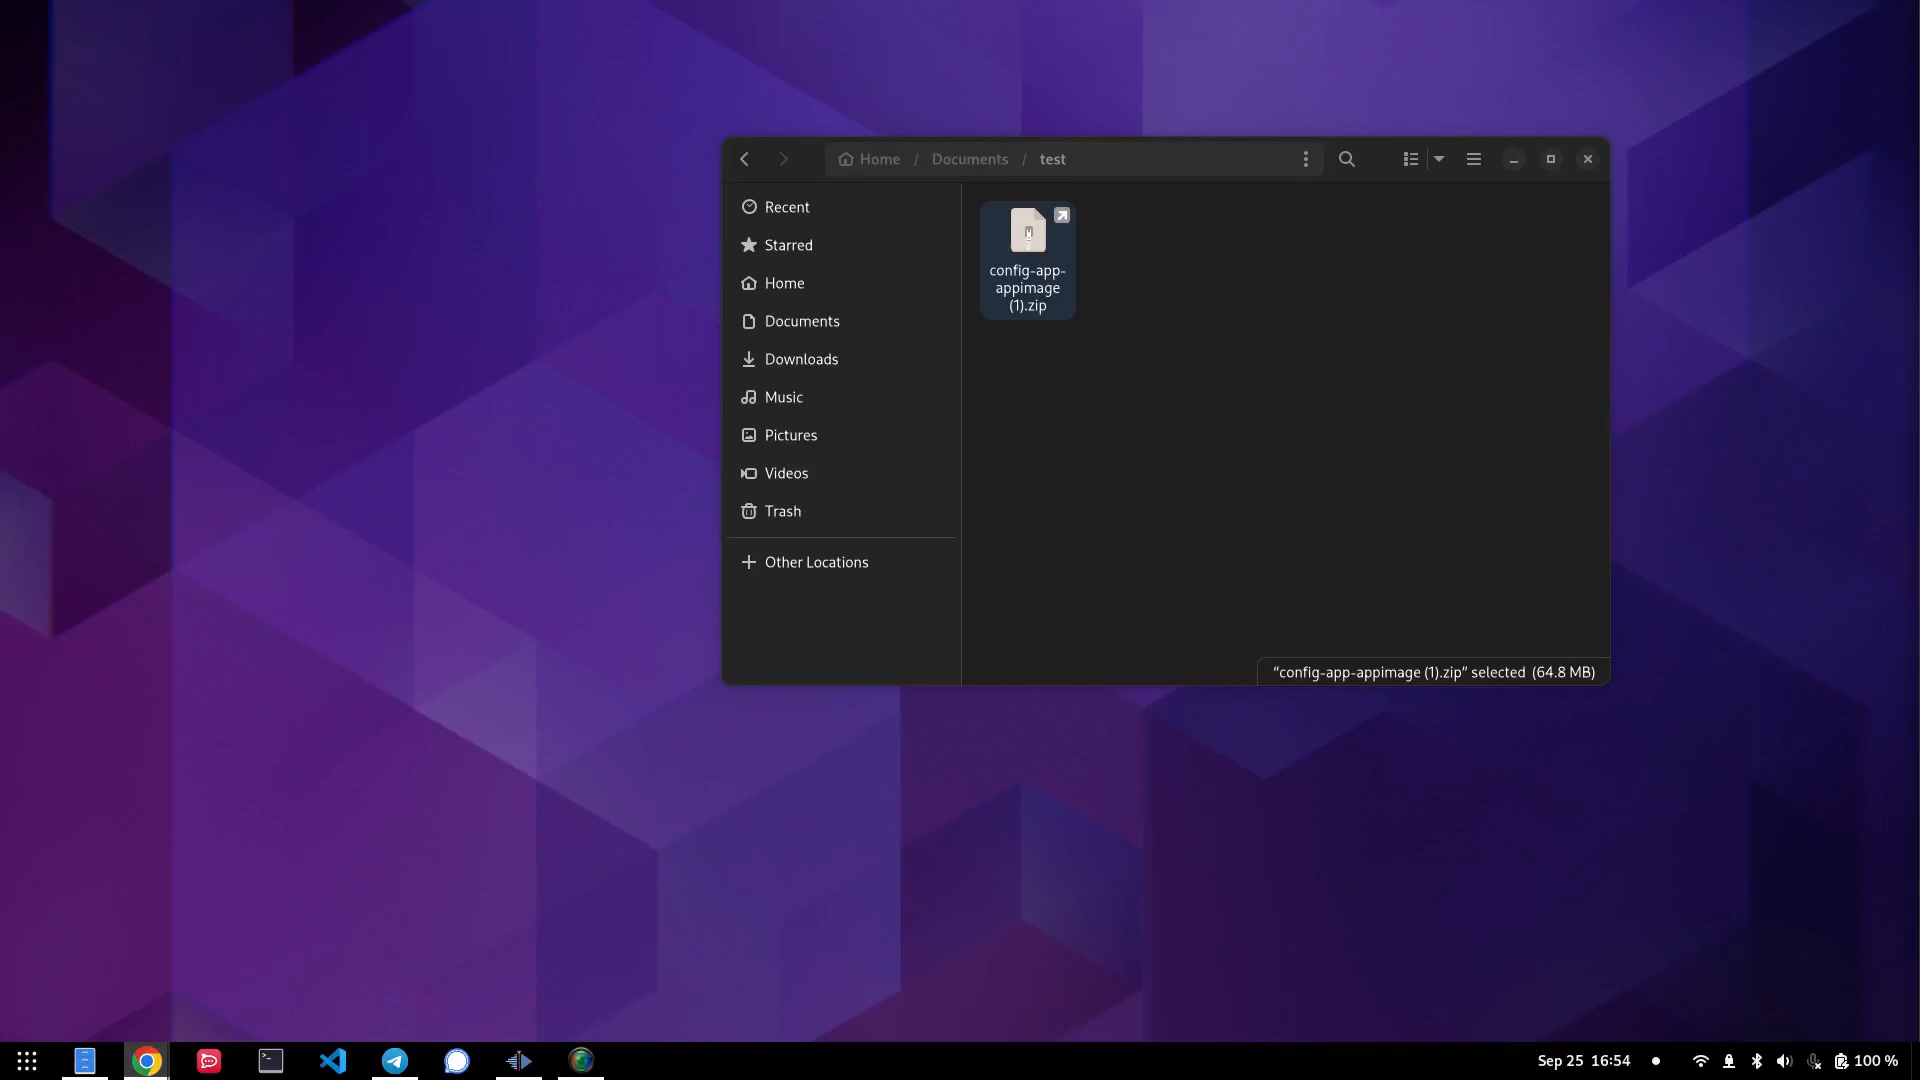 Home / Documents / test
Recent
Starred
Home
Documents
Downloads
Music
Pictures
Videos
Trash
Other Locations
config-app-
appimage
(1).zip
“config-app-appimage (1).zip” selected (64.8 MB)
Sep 25 16:54
100 %